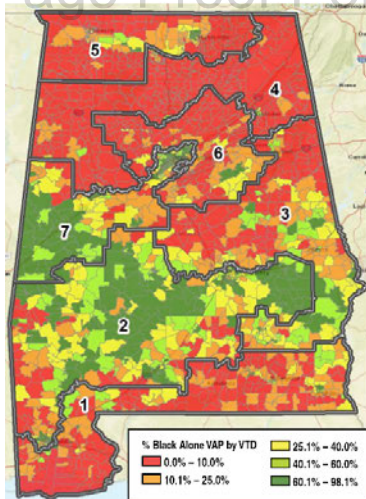 5
4
6
3
7
2
1
% Black Alone VAP by VTD
0.0% – 10.0%
10.1% – 25.0%
25.1% – 40.0%
40.1% – 60.0%
60.1% – 98.1%